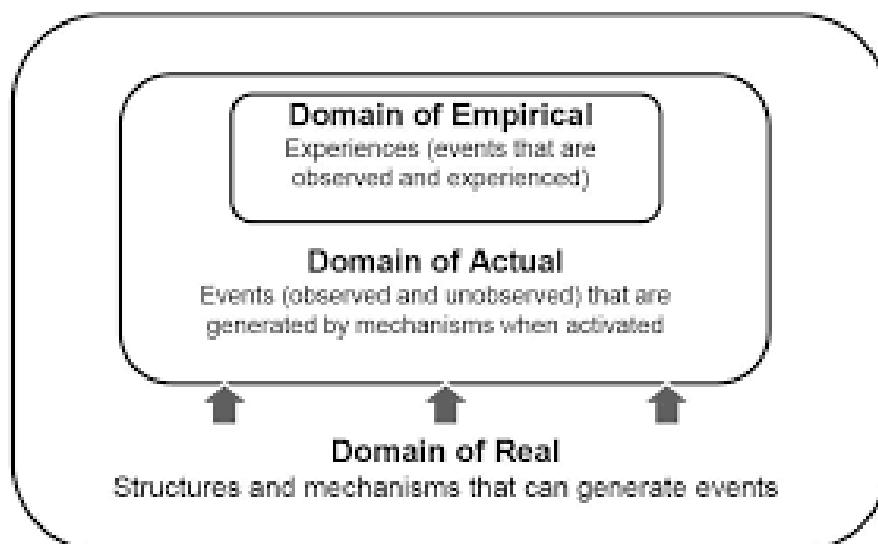 Domain of Empirical
Experiences (events that are
observed and experienced)
Domain of Actual
Events (observed and unobserved) that are
generated by mechanisms when activated
Domain of Real
Structures and mechanisms that can generate events